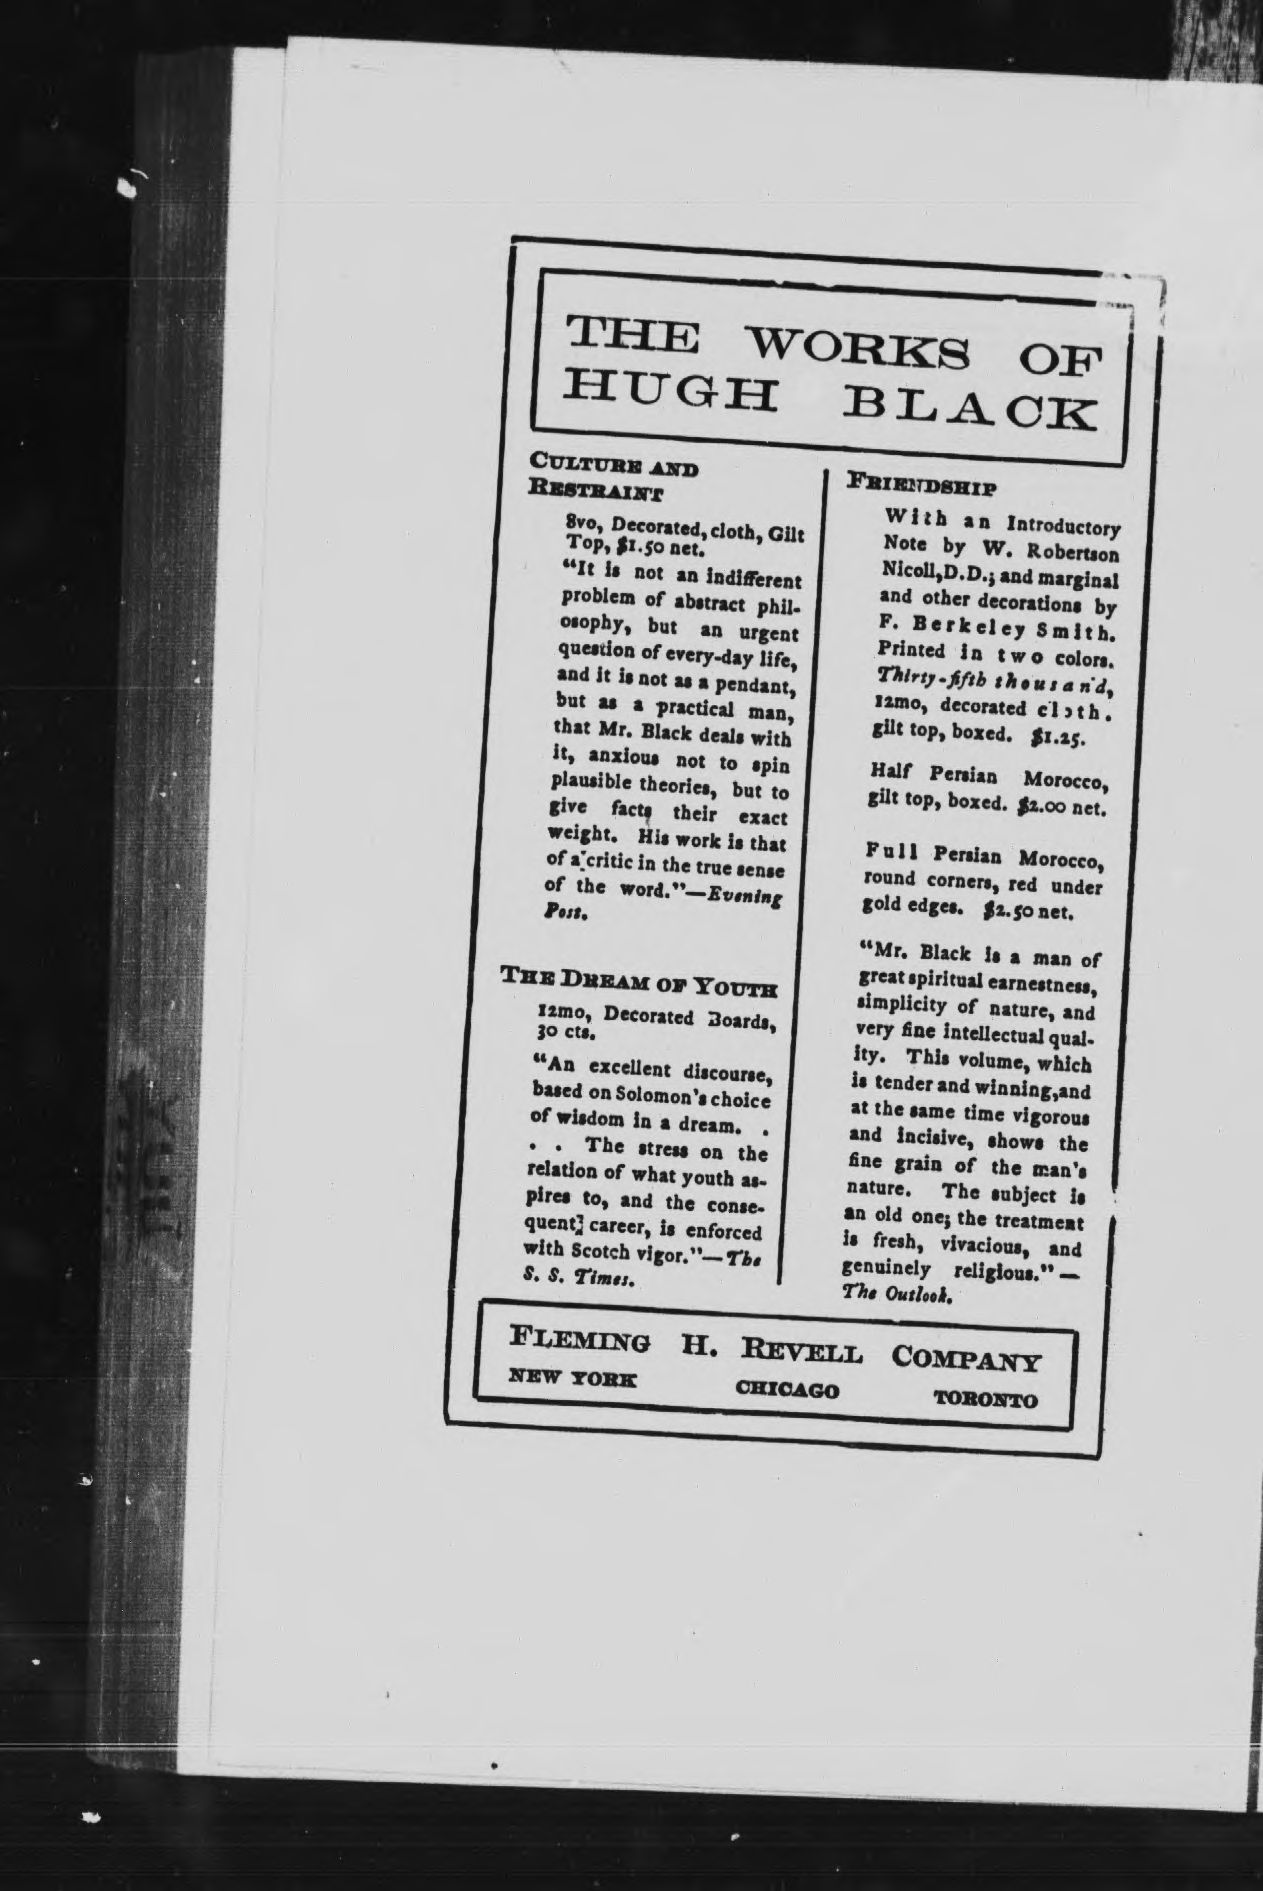 THE WORKS OF
HUGH BLACK
CULTURE AND
RESTRAINT
8vo, Decorated, cloth, Gilt
Top, $1.50 net.
"It is not an indifferent
problem of abstract phil-
osophy, but an urgent
question of every-day life,
and it is not as a pendant,
but as a practical man,
that Mr. Black deals with
it, anxious not to spin
plausible theories, but to
give facts their exact
weight. His work is that
of a critic in the true sense
of the word."—Evening
Post.
THE DREAM OF YOUTH
12mo, Decorated Boards,
30 cts.
"An excellent discourse,
based on Solomon's choice
of wisdom in a dream. .
. . The stress on the
relation of what youth as-
pires to, and the conse-
quent career, is enforced
with Scotch vigor."—The
S. S. Times.
FRIENDSHIP
With an Introductory
Note by W. Robertson
Nicoll, D.D.; and marginal
and other decorations by
F. Berkeley Smith.
Printed in two colors.
Thirty-fifth thousand,
12mo, decorated cloth.
gilt top, boxed. $1.25.
Half Persian Morocco,
gilt top, boxed. $2.00 net.
Full Persian Morocco,
round corners, red under
gold edges. $2.50 net.
"Mr. Black is a man of
great spiritual earnestness,
simplicity of nature, and
very fine intellectual qual-
ity. This volume, which
is tender and winning, and
at the same time vigorous
and incisive, shows the
fine grain of the man's
nature. The subject is
an old one; the treatment
is fresh, vivacious, and
genuinely religious."—
The Outlook.
FLEMING H. REVELL COMPANY
NEW YORK CHICAGO TORONTO